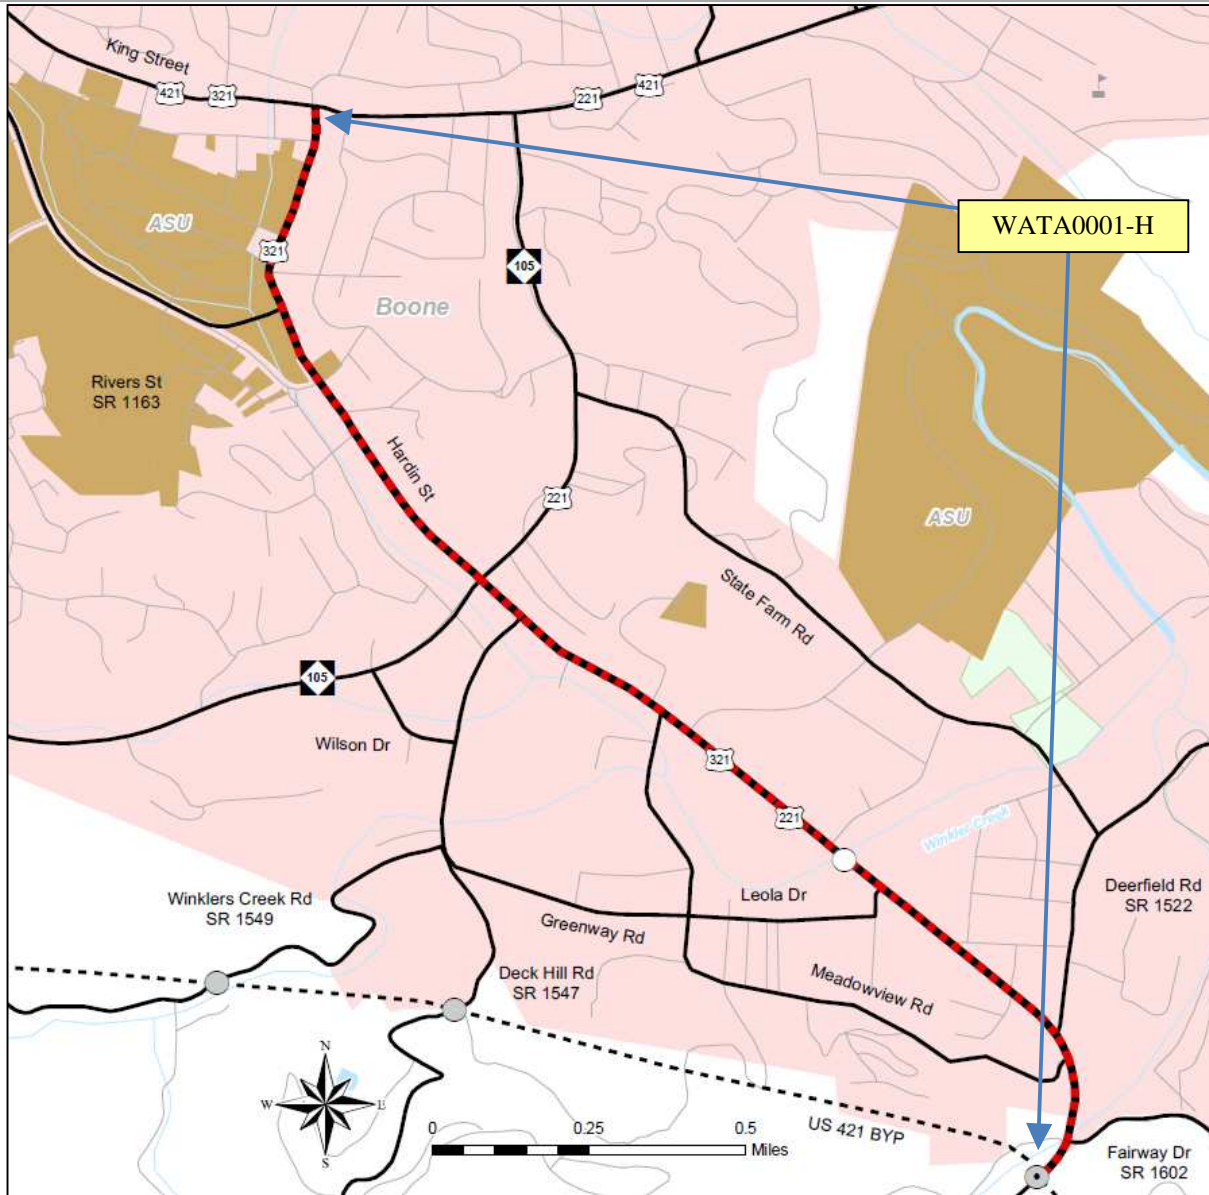 King Street
421
321
221
421
WATA0001-H
ASU
321
105
Boone
Rivers St
SR 1163
Hardin St
221
ASU
State Farm Rd
105
Wilson Dr
321
221
Winkler Creek
Winklers Creek Rd
SR 1549
Leola Dr
Deerfield Rd
SR 1522
Greenway Rd
Deck Hill Rd
SR 1547
Meadowview Rd
N
W
E
S
0
0.25
0.5
Miles
US 421 BYP
Fairway Dr
SR 1602